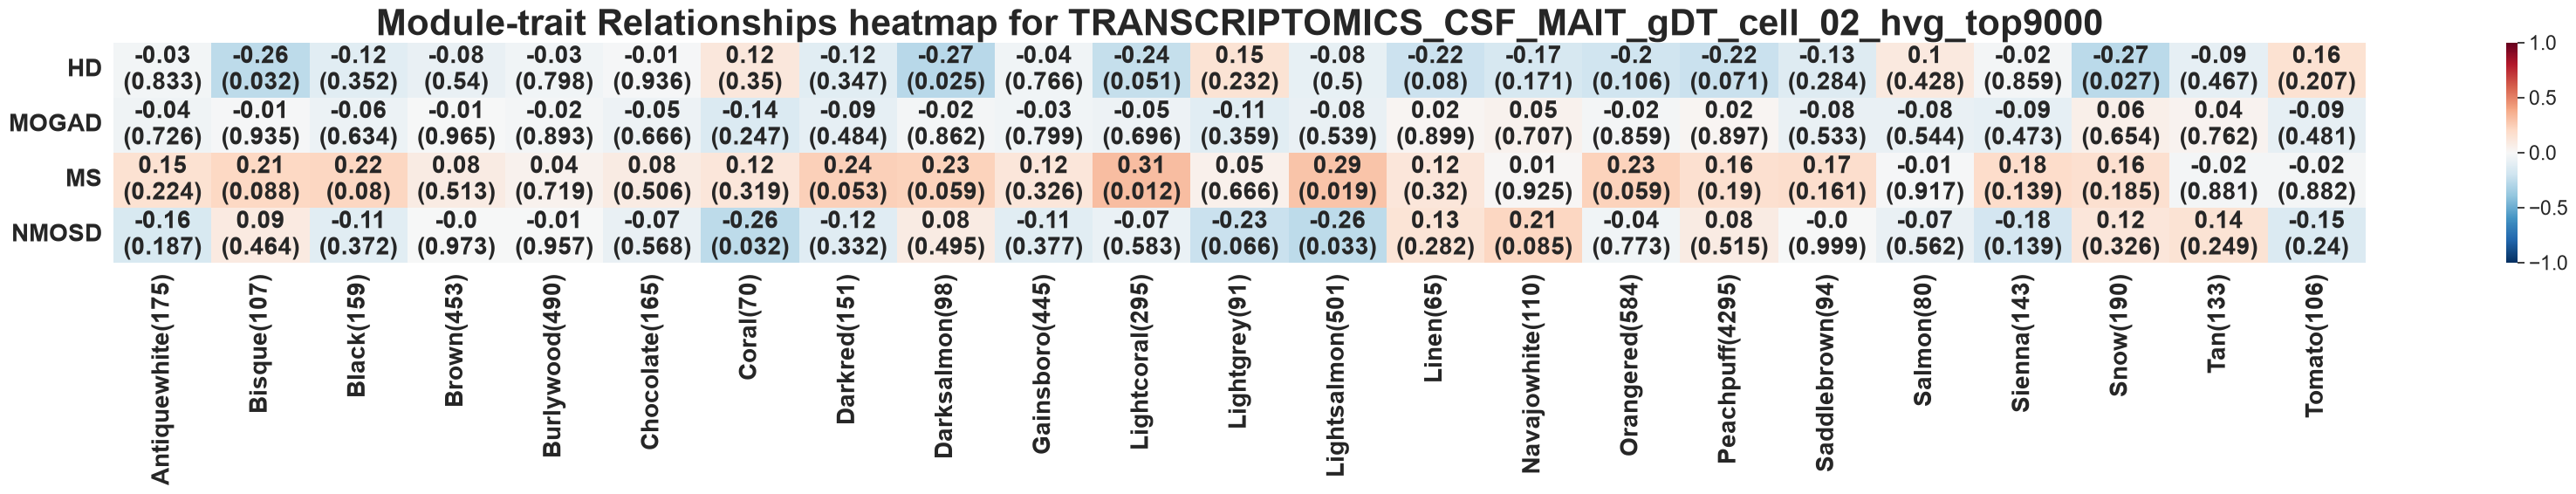 Module-trait Relationships heatmap for TRANSCRIPTOMICS_CSF_MAIT_gDT_cell_02_hvg_top9000
HD -0.03 -0.26 -0.12 -0.08 -0.03 -0.01 0.12 -0.12 -0.27 -0.04 -0.24 0.15 -0.08 -0.22 -0.17 -0.2 -0.22 -0.13 0.1 -0.02 -0.27 -0.09 0.16
(0.833) (0.032) (0.352) (0.54) (0.798) (0.936) (0.35) (0.347) (0.025) (0.766) (0.051) (0.232) (0.5) (0.08) (0.171) (0.106) (0.071) (0.284) (0.428) (0.859) (0.027) (0.467) (0.207)
MOGAD -0.04 -0.01 -0.06 -0.01 -0.02 -0.05 -0.14 -0.09 -0.02 -0.03 -0.05 -0.11 -0.08 0.02 0.05 -0.02 0.02 -0.08 -0.08 -0.09 0.06 0.04 -0.09
(0.726) (0.935) (0.634) (0.965) (0.893) (0.666) (0.247) (0.484) (0.862) (0.799) (0.696) (0.359) (0.539) (0.899) (0.707) (0.859) (0.897) (0.533) (0.544) (0.473) (0.654) (0.762) (0.481)
MS 0.15 0.21 0.22 0.08 0.04 0.08 0.12 0.24 0.23 0.12 0.31 0.05 0.29 0.12 0.01 0.23 0.16 0.17 -0.01 0.18 0.16 -0.02 -0.02
(0.224) (0.088) (0.08) (0.513) (0.719) (0.506) (0.319) (0.053) (0.059) (0.326) (0.012) (0.666) (0.019) (0.32) (0.925) (0.059) (0.19) (0.161) (0.917) (0.139) (0.185) (0.881) (0.882)
NMOSD -0.16 0.09 -0.11 -0.0 -0.01 -0.07 -0.26 -0.12 0.08 -0.11 -0.07 -0.23 -0.26 0.13 0.21 -0.04 0.08 -0.0 -0.07 -0.18 0.12 0.14 -0.15
(0.187) (0.464) (0.372) (0.973) (0.957) (0.568) (0.032) (0.332) (0.495) (0.377) (0.583) (0.066) (0.033) (0.282) (0.085) (0.773) (0.515) (0.999) (0.562) (0.139) (0.326) (0.249) (0.24)
Antiquewhite(175)
Bisque(107)
Black(159)
Brown(453)
Burlywood(490)
Chocolate(165)
Coral(70)
Darkred(151)
Darksalmon(98)
Gainsboro(445)
Lightcoral(295)
Lightgrey(91)
Lightsalmon(501)
Linen(65)
Navajowhite(110)
Orangered(584)
Peachpuff(4295)
Saddlebrown(94)
Salmon(80)
Sienna(143)
Snow(190)
Tan(133)
Tomato(106)
1.0
0.5
0.0
−0.5
−1.0